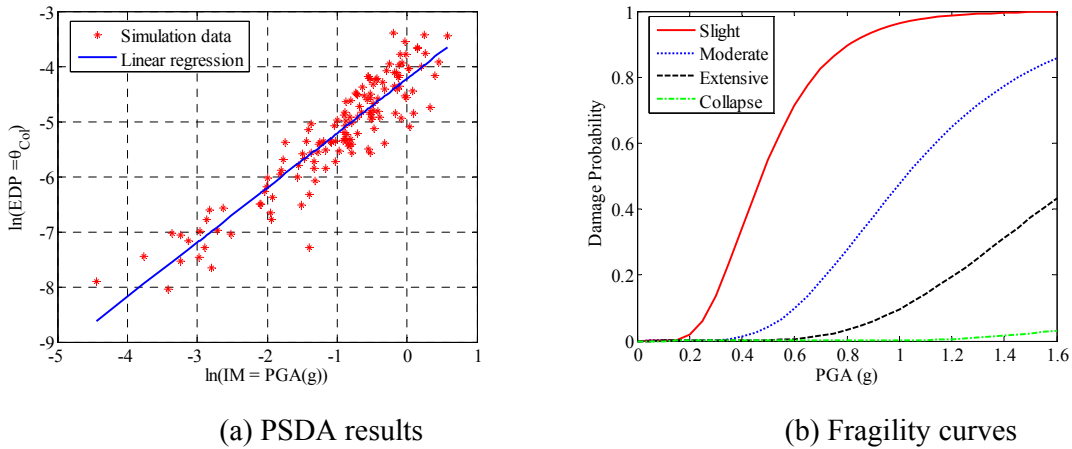 -3
-4
-5
-6
-7
-8
-9
ln(EDP =θCol)
Simulation data
Linear regression
-5
-4
-3
-2
-1
0
1
ln(IM = PGA(g))
(a) PSDA results
1
0.8
0.6
0.4
0.2
0
Damage Probability
Slight
Moderate
Extensive
Collapse
0
0.2
0.4
0.6
0.8
1
1.2
1.4
1.6
PGA (g)
(b) Fragility curves